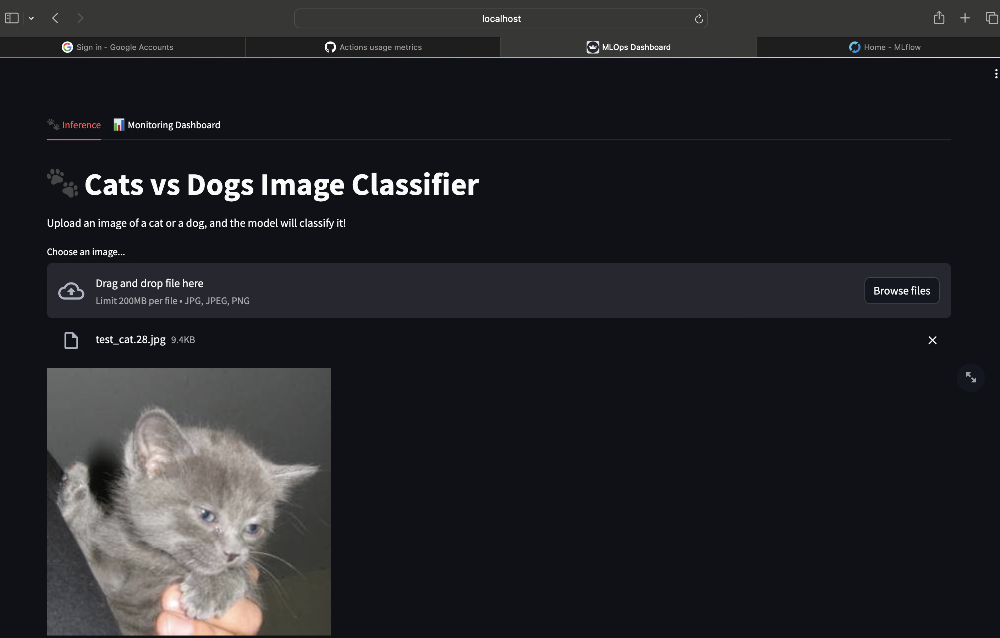 localhost
Sign in - Google Accounts
Actions usage metrics
MLOps Dashboard
Home - MLflow
Inference
Monitoring Dashboard
Cats vs Dogs Image Classifier
Upload an image of a cat or a dog, and the model will classify it!
Choose an image...
Drag and drop file here
Limit 200MB per file • JPG, JPEG, PNG
Browse files
test_cat.28.jpg 9.4KB